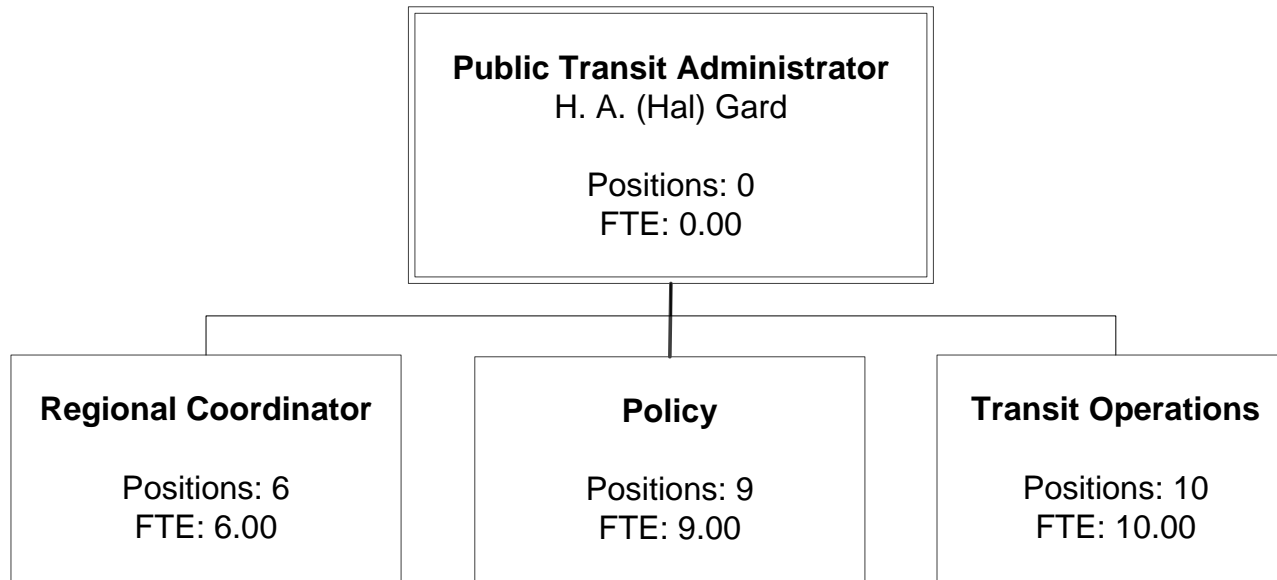 Public Transit Administrator
H. A. (Hal) Gard
Positions: 0
FTE: 0.00
Regional Coordinator
Positions: 6
FTE: 6.00
Policy
Positions: 9
FTE: 9.00
Transit Operations
Positions: 10
FTE: 10.00